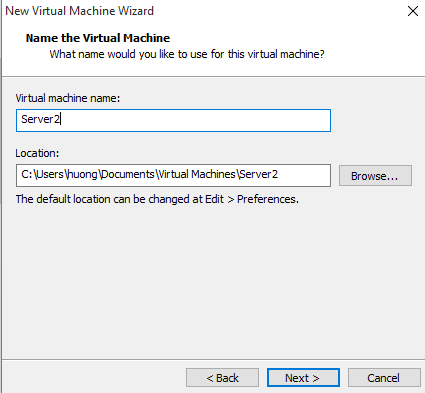 New Virtual Machine Wizard
Name the Virtual Machine
What name would you like to use for this virtual machine?
Virtual machine name:
Server2
Location:
C:\Users\huong\Documents\Virtual Machines\Server2
Browse...
The default location can be changed at Edit > Preferences.
< Back
Next >
Cancel